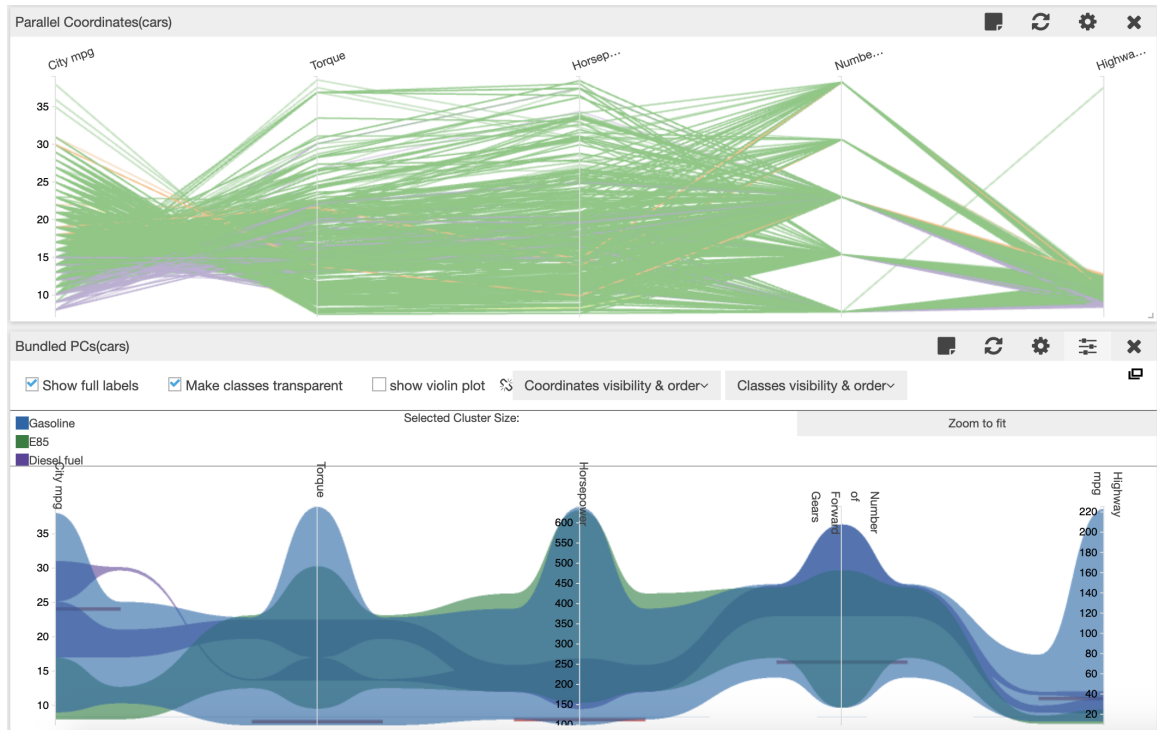 Parallel Coordinates(cars)
City mpg
Torque
Horsep...
Numbe...
Highwa...
35
30
25
20
15
10
Bundled PCs(cars)
Show full labels
Make classes transparent
show violin plot
Coordinates visibility & order
Classes visibility & order
Gasoline
E85
Diesel fuel
Selected Cluster Size:
Zoom to fit
City mpg
Torque
Horsepower
Number
of
Forward
Gears
Highway
mpg
35
30
25
20
15
10
600
550
500
450
400
350
300
250
200
150
100
220
200
180
160
140
120
100
80
60
40
20